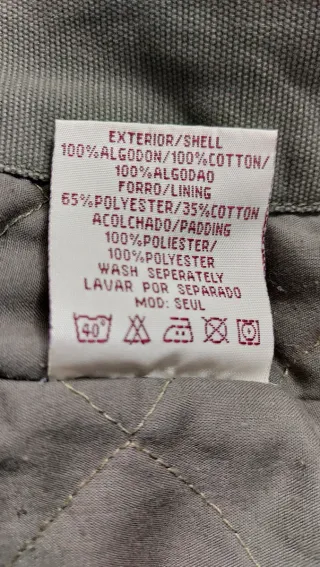 EXTERIOR/SHELL
100%ALGODON/100%COTTON/
100%ALGODAO
FORRO/LINING
65%POLYESTER/35%COTTON
ACOLCHADO/PADDING
100%POLIESTER/
100%POLYESTER
WASH SEPERATELY
LAVAR POR SEPARADO
MOD: SEUL
40°